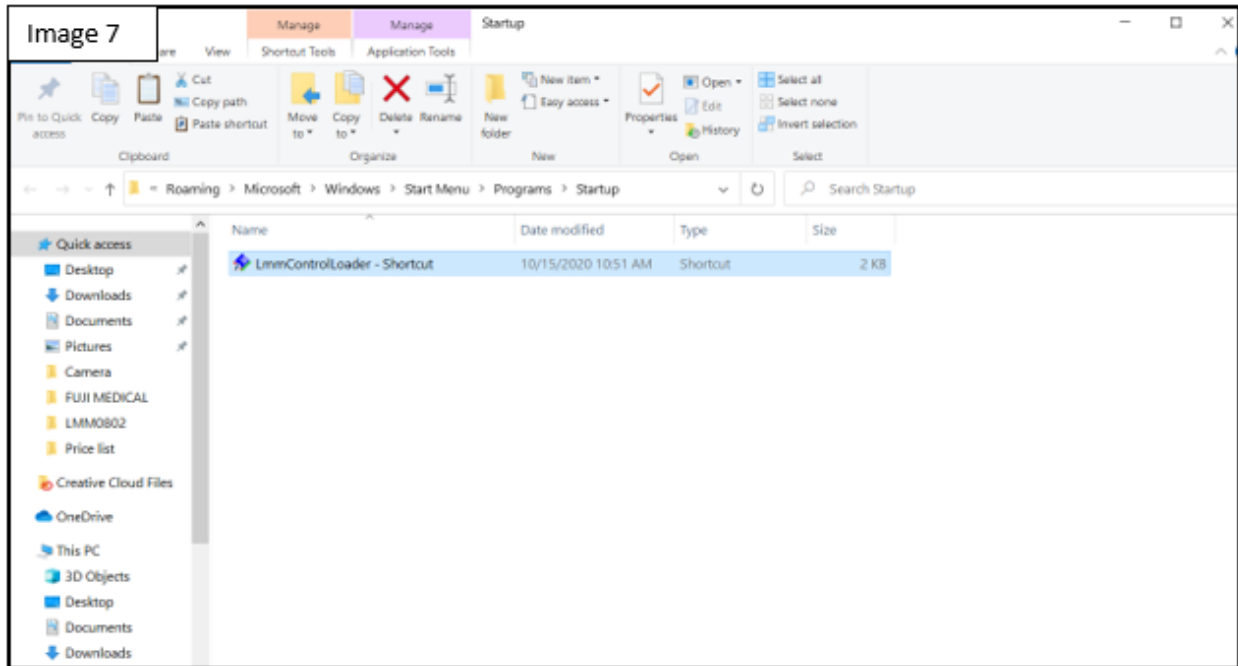 Image 7
Manage Manage Startup
are View Shortcut Tools Application Tools
Pin to Quick access
Copy
Paste
Cut
Copy path
Paste shortcut
Clipboard
Move to
Copy to
Delete
Rename
Organize
New folder
New item
Easy access
New
Properties
Open
Edit
History
Open
Select all
Select none
Invert selection
Select
Roaming > Microsoft > Windows > Start Menu > Programs > Startup
Search Startup
Name Date modified Type Size
LmmControlLoader - Shortcut 10/15/2020 10:51 AM Shortcut 2 KB
Quick access
Desktop
Downloads
Documents
Pictures
Camera
FUJI MEDICAL
LMM0802
Price list
Creative Cloud Files
OneDrive
This PC
3D Objects
Desktop
Documents
Downloads